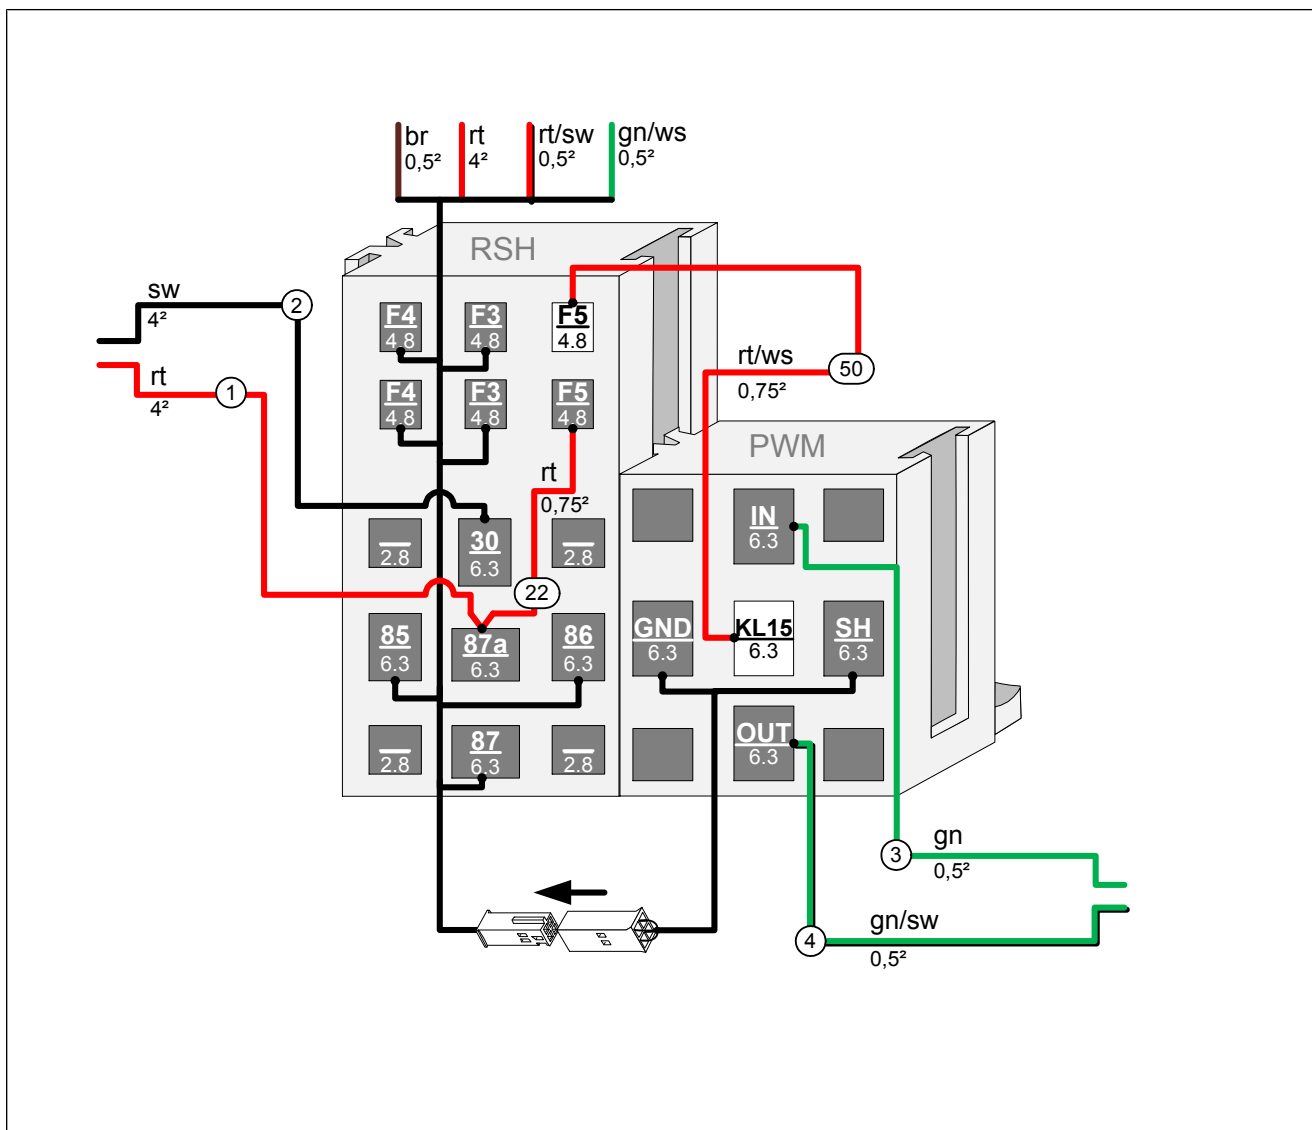 br rt rt/sw gn/ws
0,5² 4² 0,5² 0,5²
RSH
sw 2
4²
F4 F3 F5
4.8 4.8 4.8
rt 1
4²
rt/ws 50
0,75²
F4 F3 F5
4.8 4.8 4.8
PWM
rt
0,75²
30 IN
2.8 6.3 2.8 6.3
22
85 87a 86 GND KL15 SH
6.3 6.3 6.3 6.3 6.3 6.3
87 OUT
2.8 6.3 2.8 6.3
3 gn
0,5²
4 gn/sw
0,5²